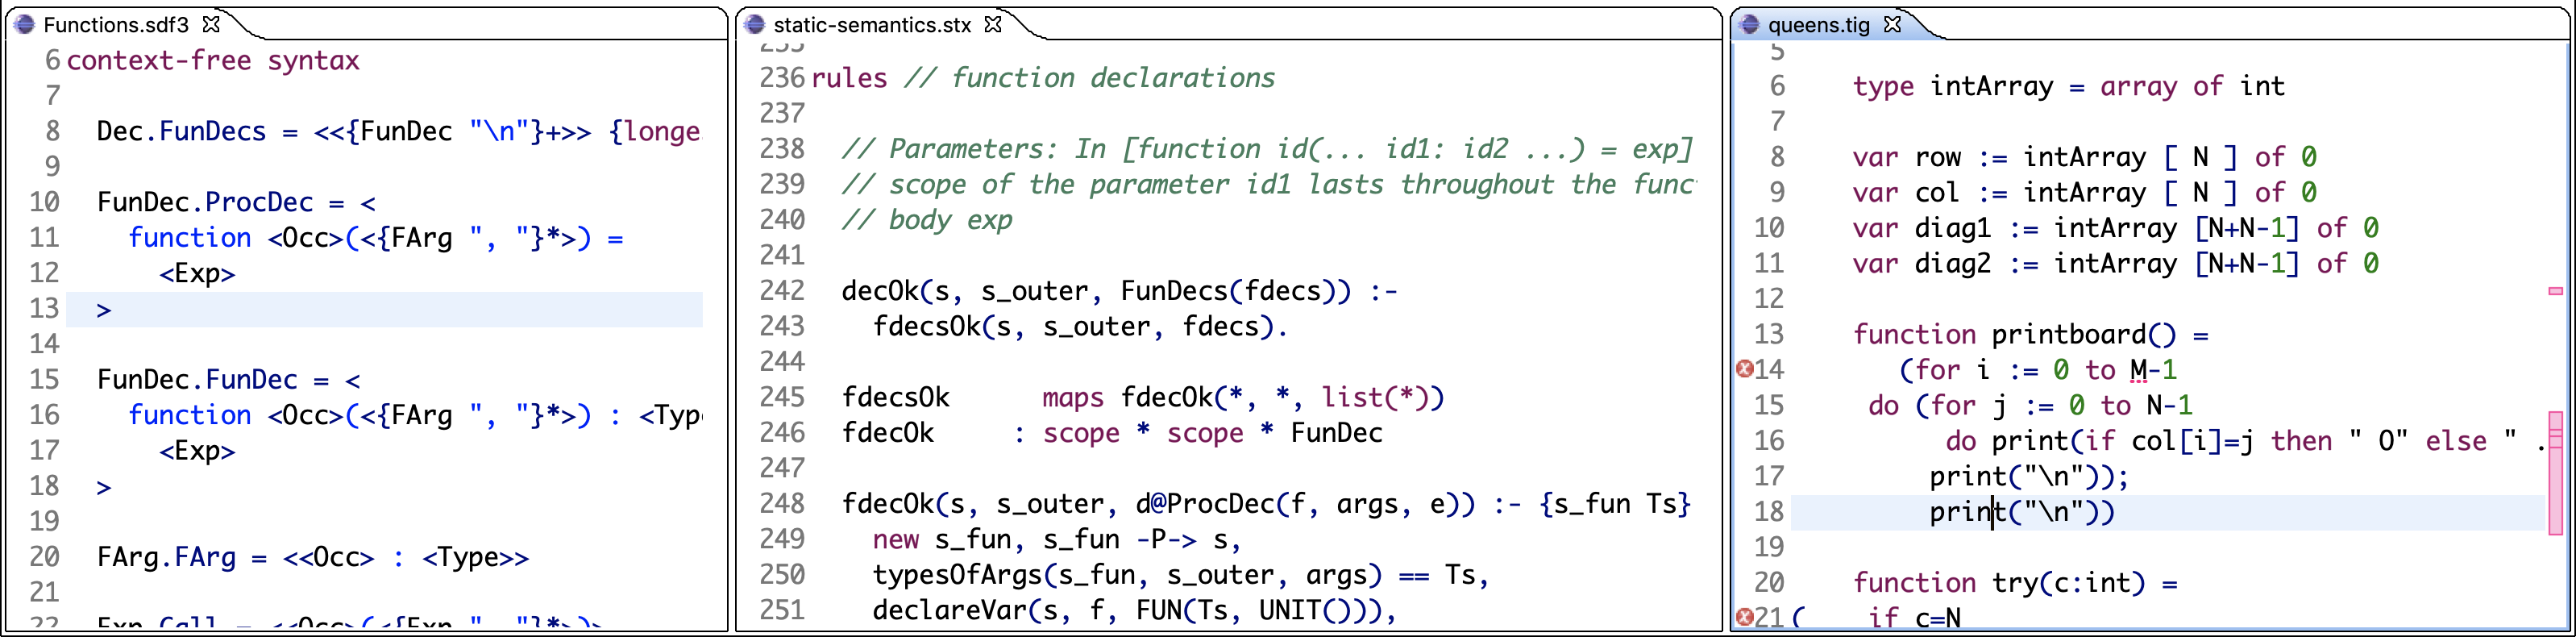 Functions.sdf3
6 context-free syntax
7
8 Dec.FunDecs = <<{FunDec "\n"}+>> {longe
9
10 FunDec.ProcDec = <
11 function <Occ>(<{FArg ", "}*>) =
12 <Exp>
13 >
14
15 FunDec.FunDec = <
16 function <Occ>(<{FArg ", "}*>) : <Type
17 <Exp>
18 >
19
20 FArg.FArg = <<Occ> : <Type>>
21
22 Exp.Call = <<Occ>(<{Exp ", "}*>)>
static-semantics.stx
235
236 rules // function declarations
237
238 // Parameters: In [function id(... id1: id2 ...) = exp]
239 // scope of the parameter id1 lasts throughout the func
240 // body exp
241
242 decOk(s, s_outer, FunDecs(fdecs)) :-
243 fdecsOk(s, s_outer, fdecs).
244
245 fdecsOk maps fdecOk(*, *, list(*))
246 fdecOk : scope * scope * FunDec
247
248 fdecOk(s, s_outer, d@ProcDec(f, args, e)) :- {s_fun Ts}
249 new s_fun, s_fun -P-> s,
250 typesOfArgs(s_fun, s_outer, args) == Ts,
251 declareVar(s, f, FUN(Ts, UNIT())),
queens.tig
5
6 type intArray = array of int
7
8 var row := intArray [ N ] of 0
9 var col := intArray [ N ] of 0
10 var diag1 := intArray [N+N-1] of 0
11 var diag2 := intArray [N+N-1] of 0
12
13 function printboard() =
14 (for i := 0 to M-1
15 do (for j := 0 to N-1
16 do print(if col[i]=j then " O" else " .
17 print("\n"));
18 print("\n"))
19
20 function try(c:int) =
21 ( if c=N